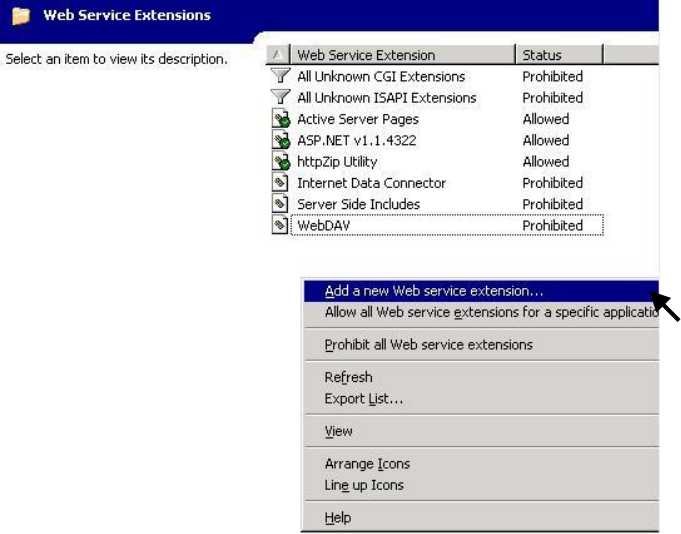 Web Service Extensions
Select an item to view its description.
Web Service Extension Status
All Unknown CGI Extensions Prohibited
All Unknown ISAPI Extensions Prohibited
Active Server Pages Allowed
ASP.NET v1.1.4322 Allowed
httpZip Utility Allowed
Internet Data Connector Prohibited
Server Side Includes Prohibited
WebDAV Prohibited
Add a new Web service extension...
Allow all Web service extensions for a specific applicatio
Prohibit all Web service extensions
Refresh
Export List...
View
Arrange Icons
Line up Icons
Help